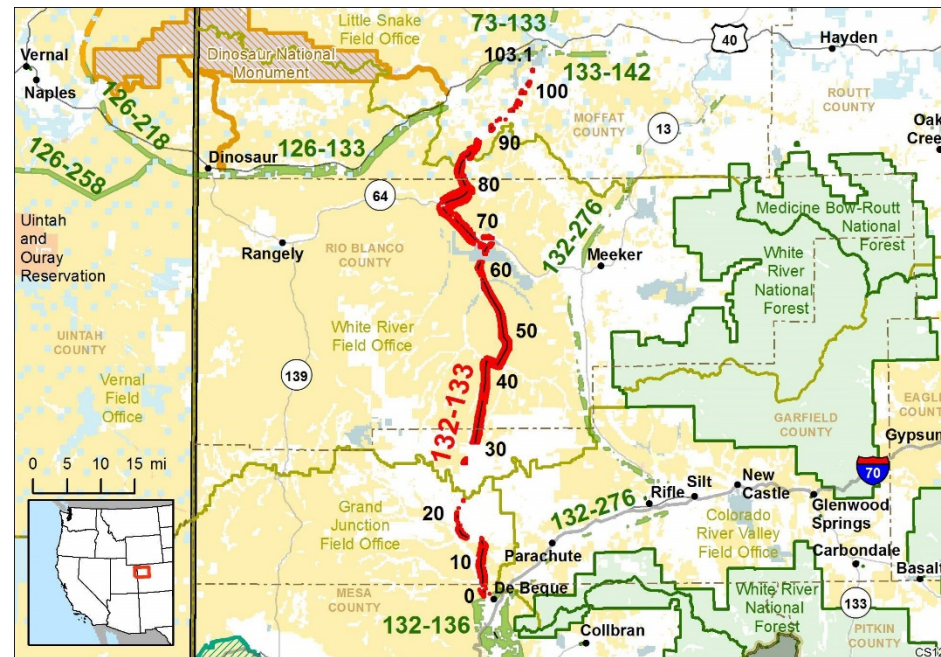 Little Snake
Field Office
73-133
40
Hayden
Vernal
Dinosaur National
Monument
103.1
133-142
Naples
100
ROUTT
COUNTY
MOFFAT
COUNTY
13
Oak
Creek
126-218
126-133
90
Dinosaur
126-258
80
64
Medicine Bow-Routt
National
Forest
Uintah
and
Ouray
Reservation
70
132-276
Rangely
RIO BLANCO
COUNTY
Meeker
White
River
National
Forest
60
White River
Field Office
50
UINTAH
COUNTY
Vernal
Field
Office
139
40
132-133
GARFIELD
COUNTY
EAGLE
COUNTY
Gypsum
30
0 5 10 15 mi
70
Rifle
Silt
New
Castle
Grand
Junction
Field Office
20
132-276
Glenwood
Springs
Colorado
River Valley
Field Office
Parachute
10
Carbondale
MESA
COUNTY
0
De Beque
Basalt
White River
National
Forest
132-136
133
Collbran
PITKIN
COUNTY